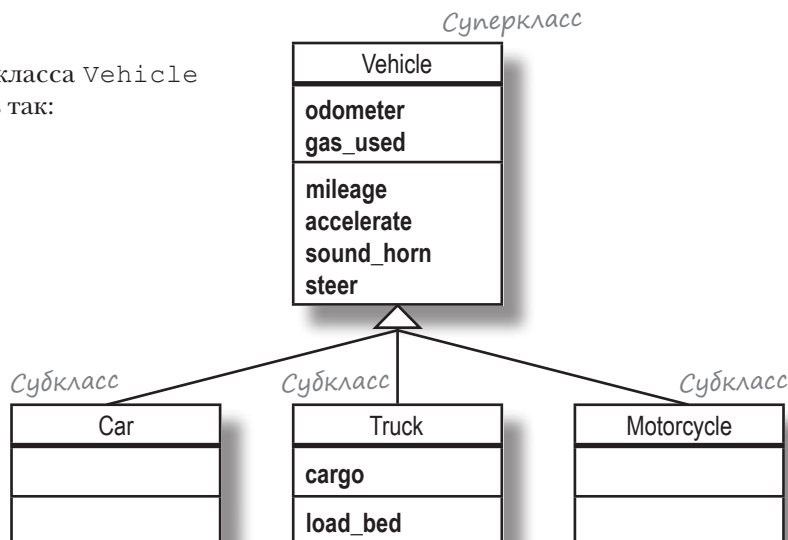 Суперкласс
класса Vehicle
так:
Vehicle
odometer
gas_used
mileage
accelerate
sound_horn
steer
Субкласс
Субкласс
Субкласс
Car
Truck
Motorcycle
cargo
load_bed